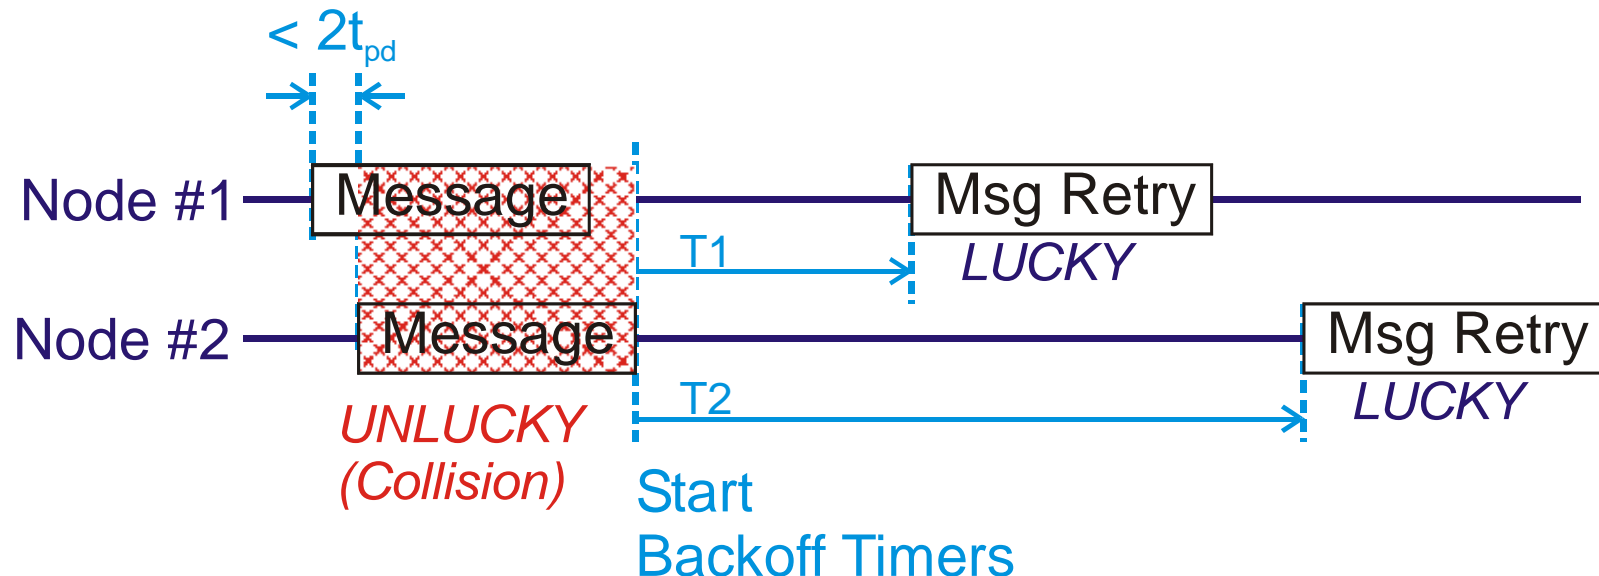 < 2tpd
Node #1
Message
Msg Retry
T1
LUCKY
Node #2
Message
Msg Retry
T2
LUCKY
UNLUCKY
(Collision)
Start
Backoff Timers